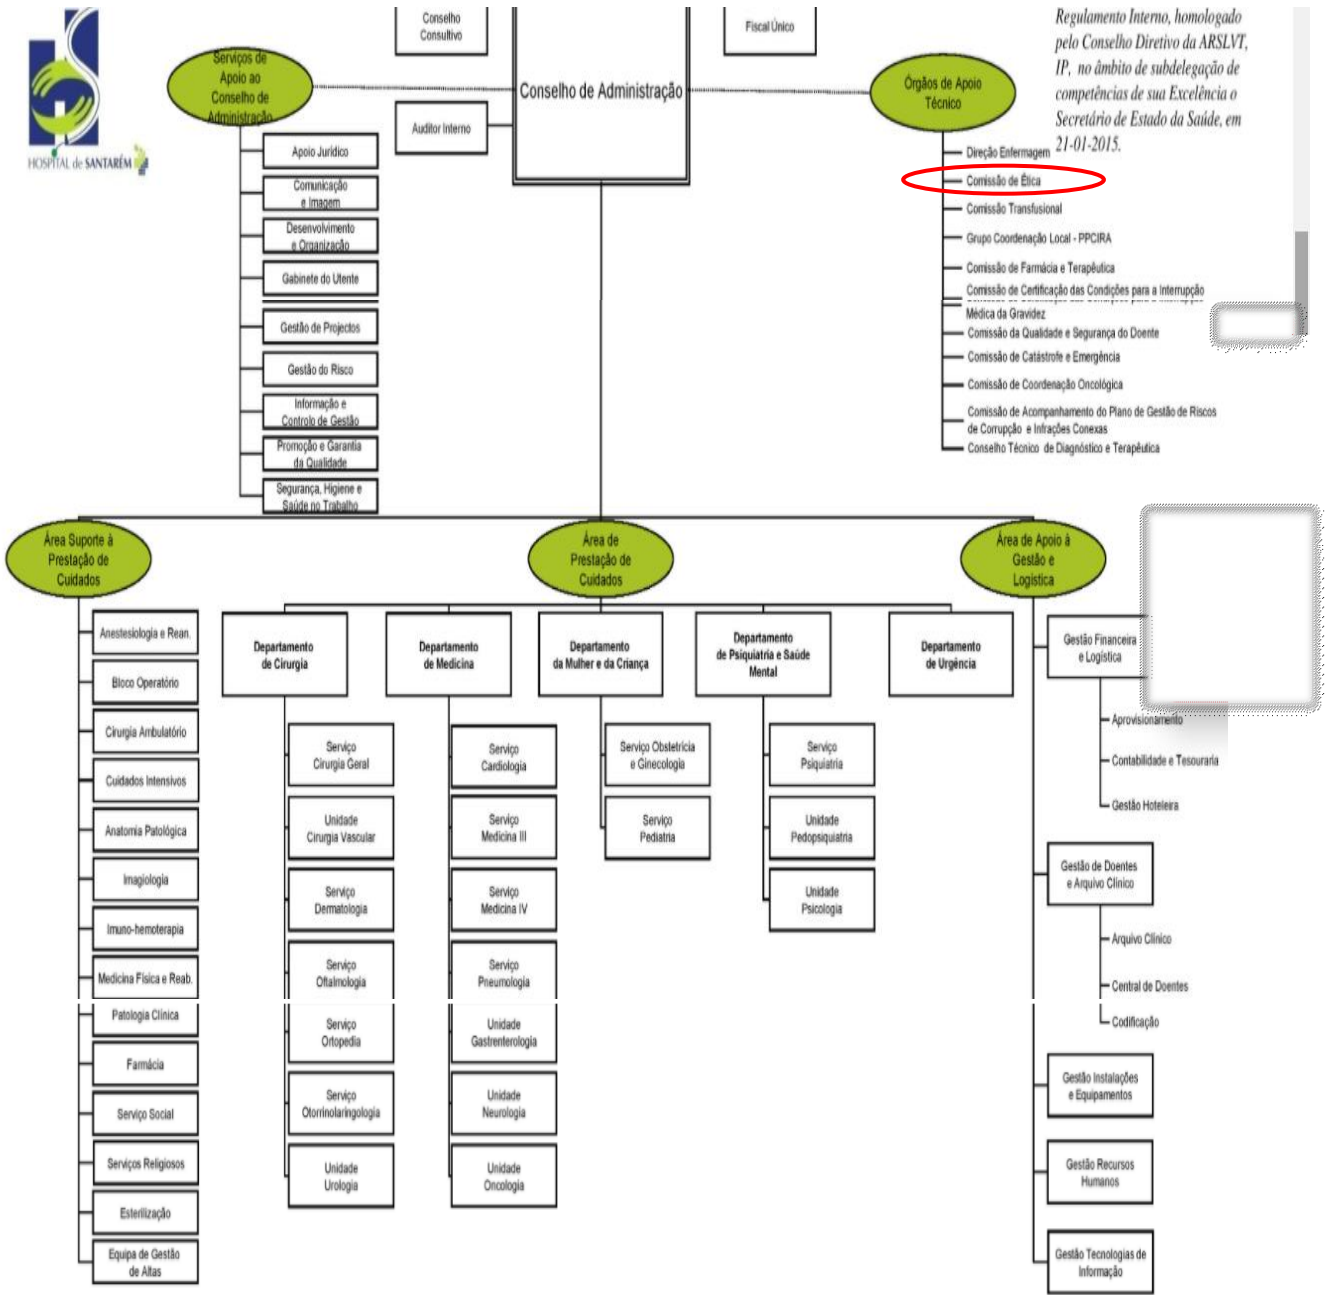 Conselho
Consultivo
Fiscal Único
Regulamento Interno, homologado
pelo Conselho Diretivo da ARSLVT,
IP, no âmbito de subdelegação de
competências de sua Excelência o
Secretário de Estado da Saúde, em
21-01-2015.
HOSPITAL de SANTARÉM
Serviços de
Apoio ao
Conselho de
Administração
Conselho de Administração
Auditor Interno
Órgãos de Apoio
Técnico
Apoio Jurídico
Comunicação
e Imagem
Desenvolvimento
e Organização
Gabinete do Utente
Gestão de Projectos
Gestão do Risco
Informação e
Controlo de Gestão
Promoção e Garantia
da Qualidade
Segurança, Higiene e
Saúde no Trabalho
Direção Enfermagem
Comissão de Ética
Comissão Transfusional
Grupo Coordenação Local - PPCIRA
Comissão de Farmácia e Terapêutica
Comissão de Certificação das Condições para a Interrupção
Médica da Gravidez
Comissão da Qualidade e Segurança do Doente
Comissão de Catástrofe e Emergência
Comissão de Coordenação Oncológica
Comissão de Acompanhamento do Plano de Gestão de Riscos
de Corrupção e Infrações Conexas
Conselho Técnico de Diagnóstico e Terapêutica
Área Suporte à
Prestação de
Cuidados
Anestesiologia e Rean.
Bloco Operatório
Cirurgia Ambulatório
Cuidados Intensivos
Anatomia Patológica
Imagiologia
Imuno-hemoterapia
Medicina Física e Reab.
Patologia Clínica
Farmácia
Serviço Social
Serviços Religiosos
Esterilização
Equipa de Gestão
de Altas
Área de
Prestação de
Cuidados
Departamento
de Cirurgia
Serviço
Cirurgia Geral
Unidade
Cirurgia Vascular
Serviço
Dermatologia
Serviço
Oftalmologia
Serviço
Ortopedia
Serviço
Otorrinolaringologia
Unidade
Urologia
Departamento
de Medicina
Serviço
Cardiologia
Serviço
Medicina III
Serviço
Medicina IV
Serviço
Pneumologia
Unidade
Gastrenterologia
Unidade
Neurologia
Unidade
Oncologia
Departamento
da Mulher e da Criança
Serviço Obstetrícia
e Ginecologia
Serviço
Pediatria
Departamento
de Psiquiatria e Saúde
Mental
Serviço
Psiquiatria
Unidade
Pedopsiquiatria
Unidade
Psicologia
Departamento
de Urgência
Área de Apoio à
Gestão e
Logística
Gestão Financeira
e Logística
Aprovisionamento
Contabilidade e Tesouraria
Gestão Hoteleira
Gestão de Doentes
e Arquivo Clínico
Arquivo Clínico
Central de Doentes
Codificação
Gestão Instalações
e Equipamentos
Gestão Recursos
Humanos
Gestão Tecnologias de
Informação